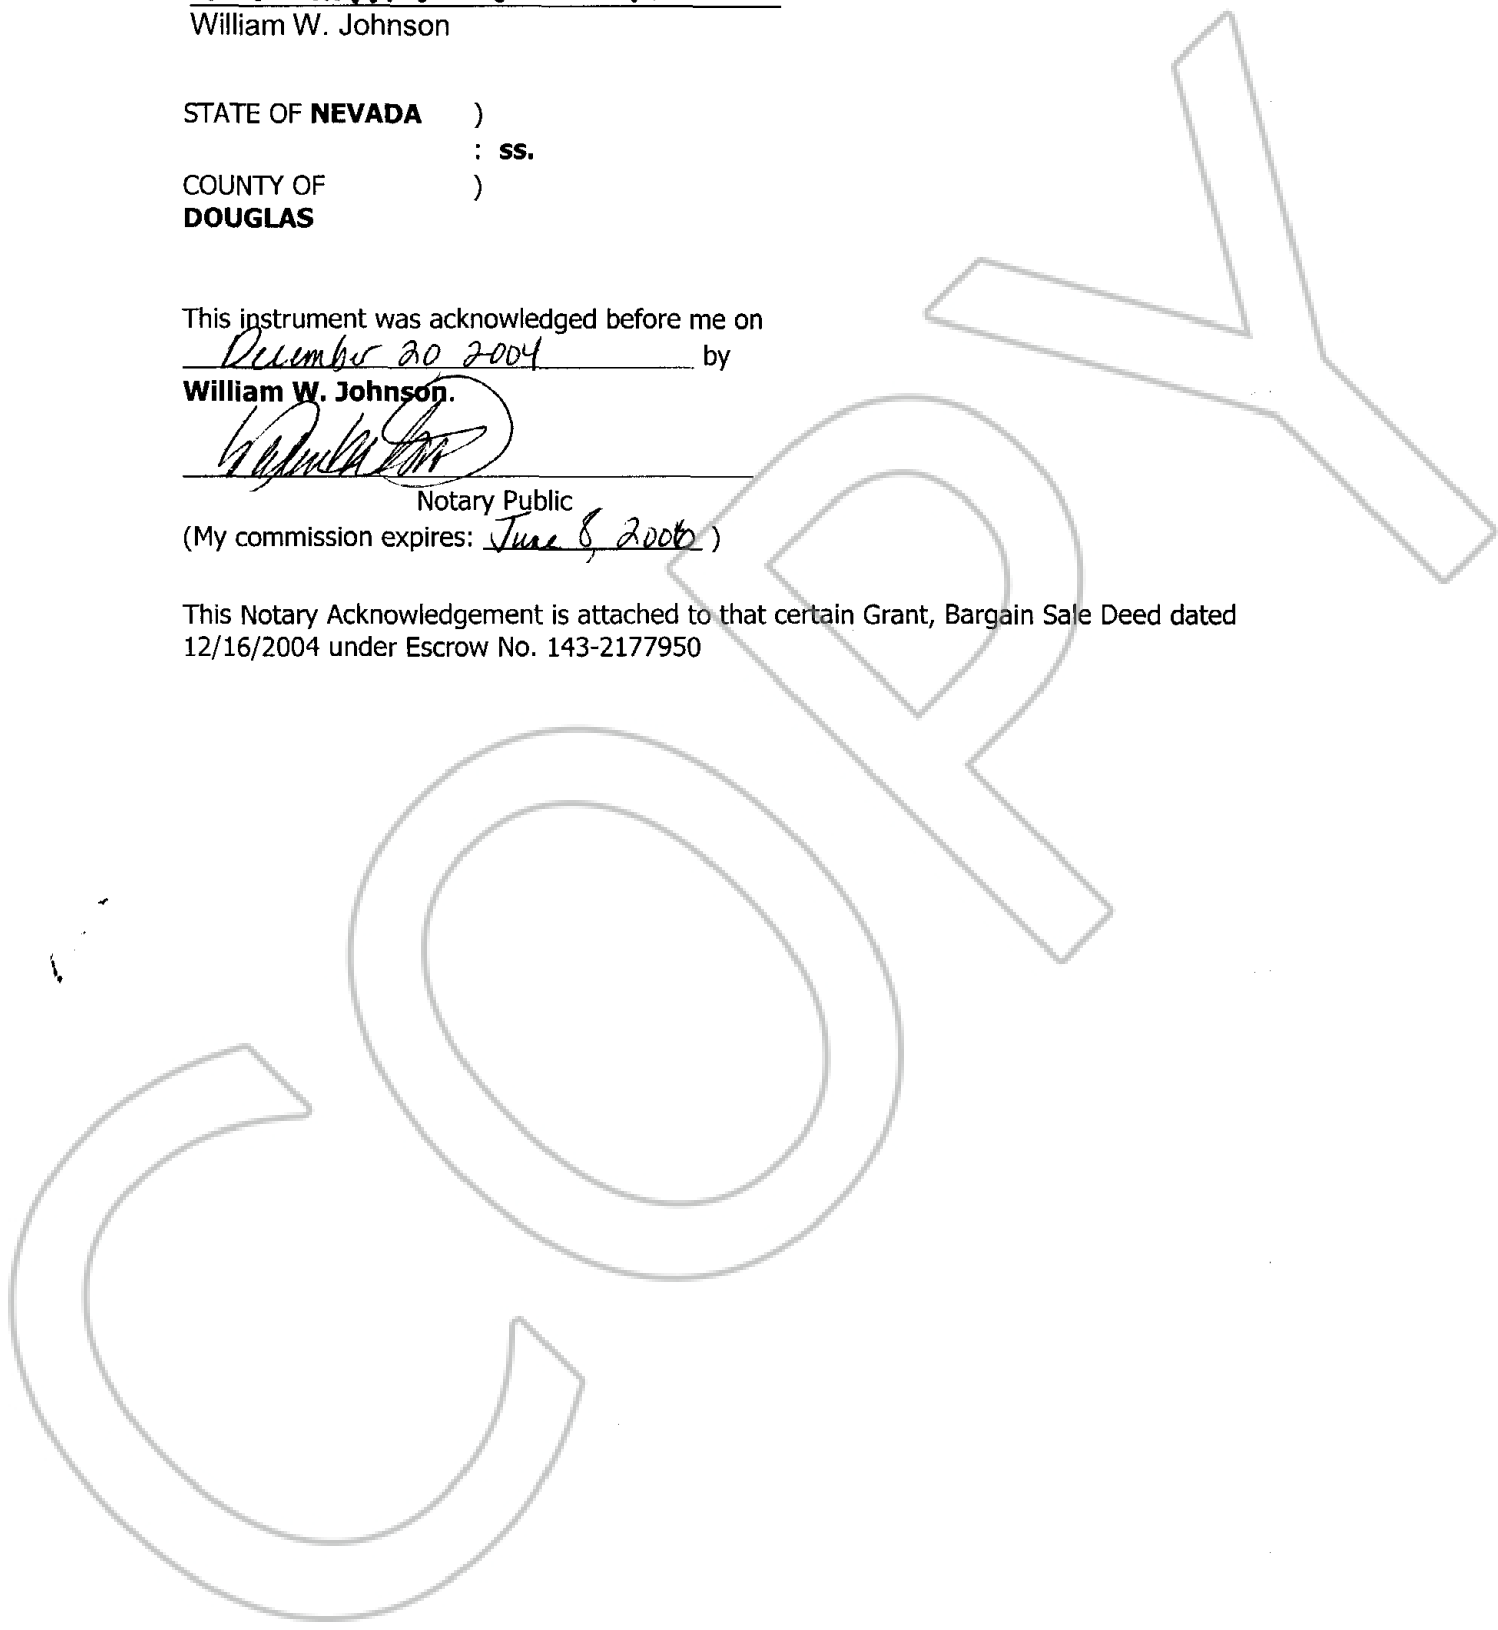 William W. Johnson
STATE OF NEVADA )
: ss.
COUNTY OF )
DOUGLAS
This instrument was acknowledged before me on
December 20 2004 by
William W. Johnson.
Notary Public
(My commission expires: June 8, 2006 )
This Notary Acknowledgement is attached to that certain Grant, Bargain Sale Deed dated
12/16/2004 under Escrow No. 143-2177950
COPY